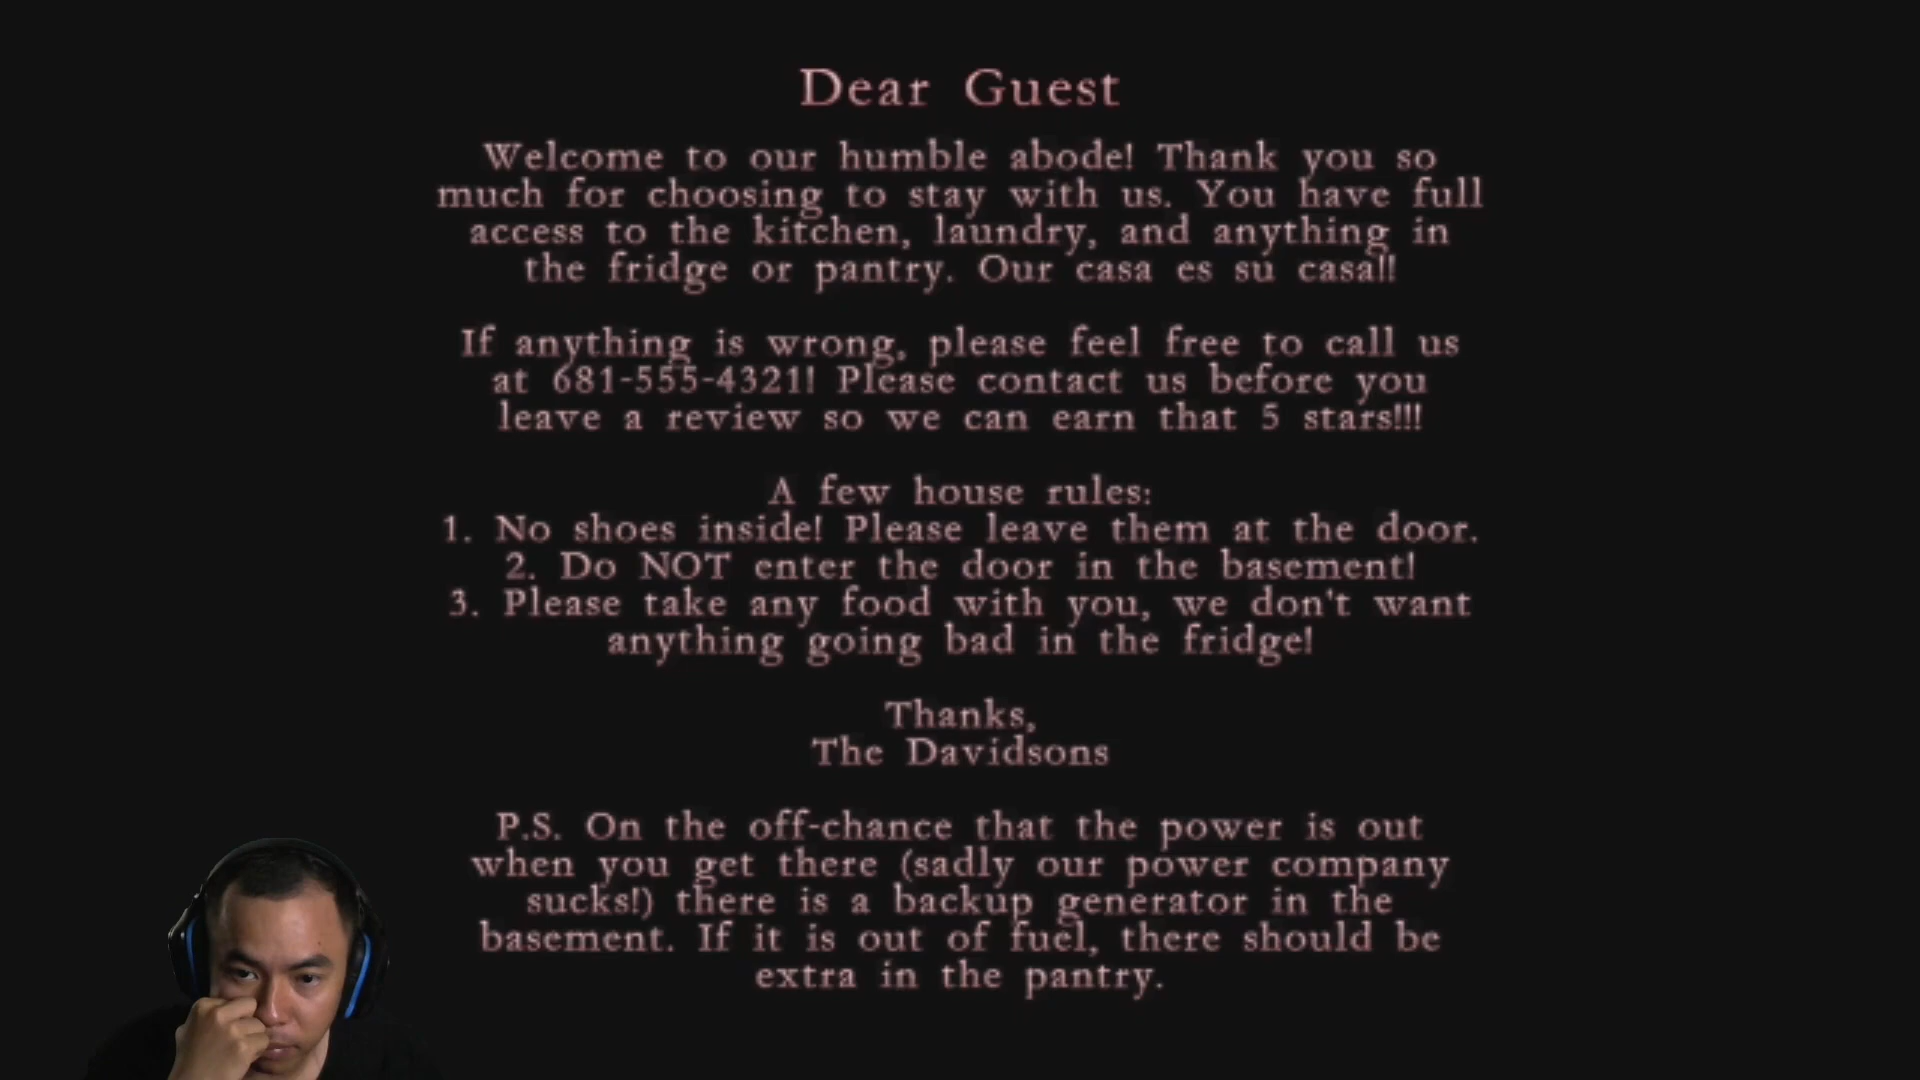 Dear Guest
Welcome to our humble abode! Thank you so
much for choosing to stay with us. You have full
access to the kitchen, laundry, and anything in
the fridge or pantry. Our casa es su casa!!
If anything is wrong, please feel free to call us
at 681-555-4321! Please contact us before you
leave a review so we can earn that 5 stars!!!
A few house rules:
1. No shoes inside! Please leave them at the door.
2. Do NOT enter the door in the basement!
3. Please take any food with you, we don't want
anything going bad in the fridge!
Thanks,
The Davidsons
P.S. On the off-chance that the power is out
when you get there (sadly our power company
sucks!) there is a backup generator in the
basement. If it is out of fuel, there should be
extra in the pantry.